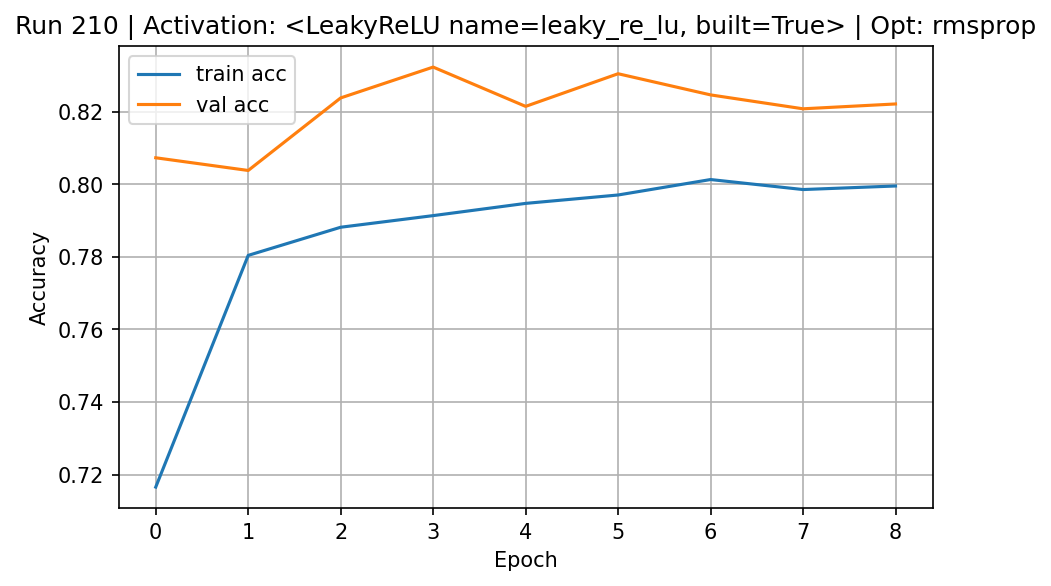 Run 210 | Activation: <LeakyReLU name=leaky_re_lu, built=True> | Opt: rmsprop
train acc
val acc
0.82
0.80
0.78
0.76
0.74
0.72
Accuracy
0 1 2 3 4 5 6 7 8
Epoch